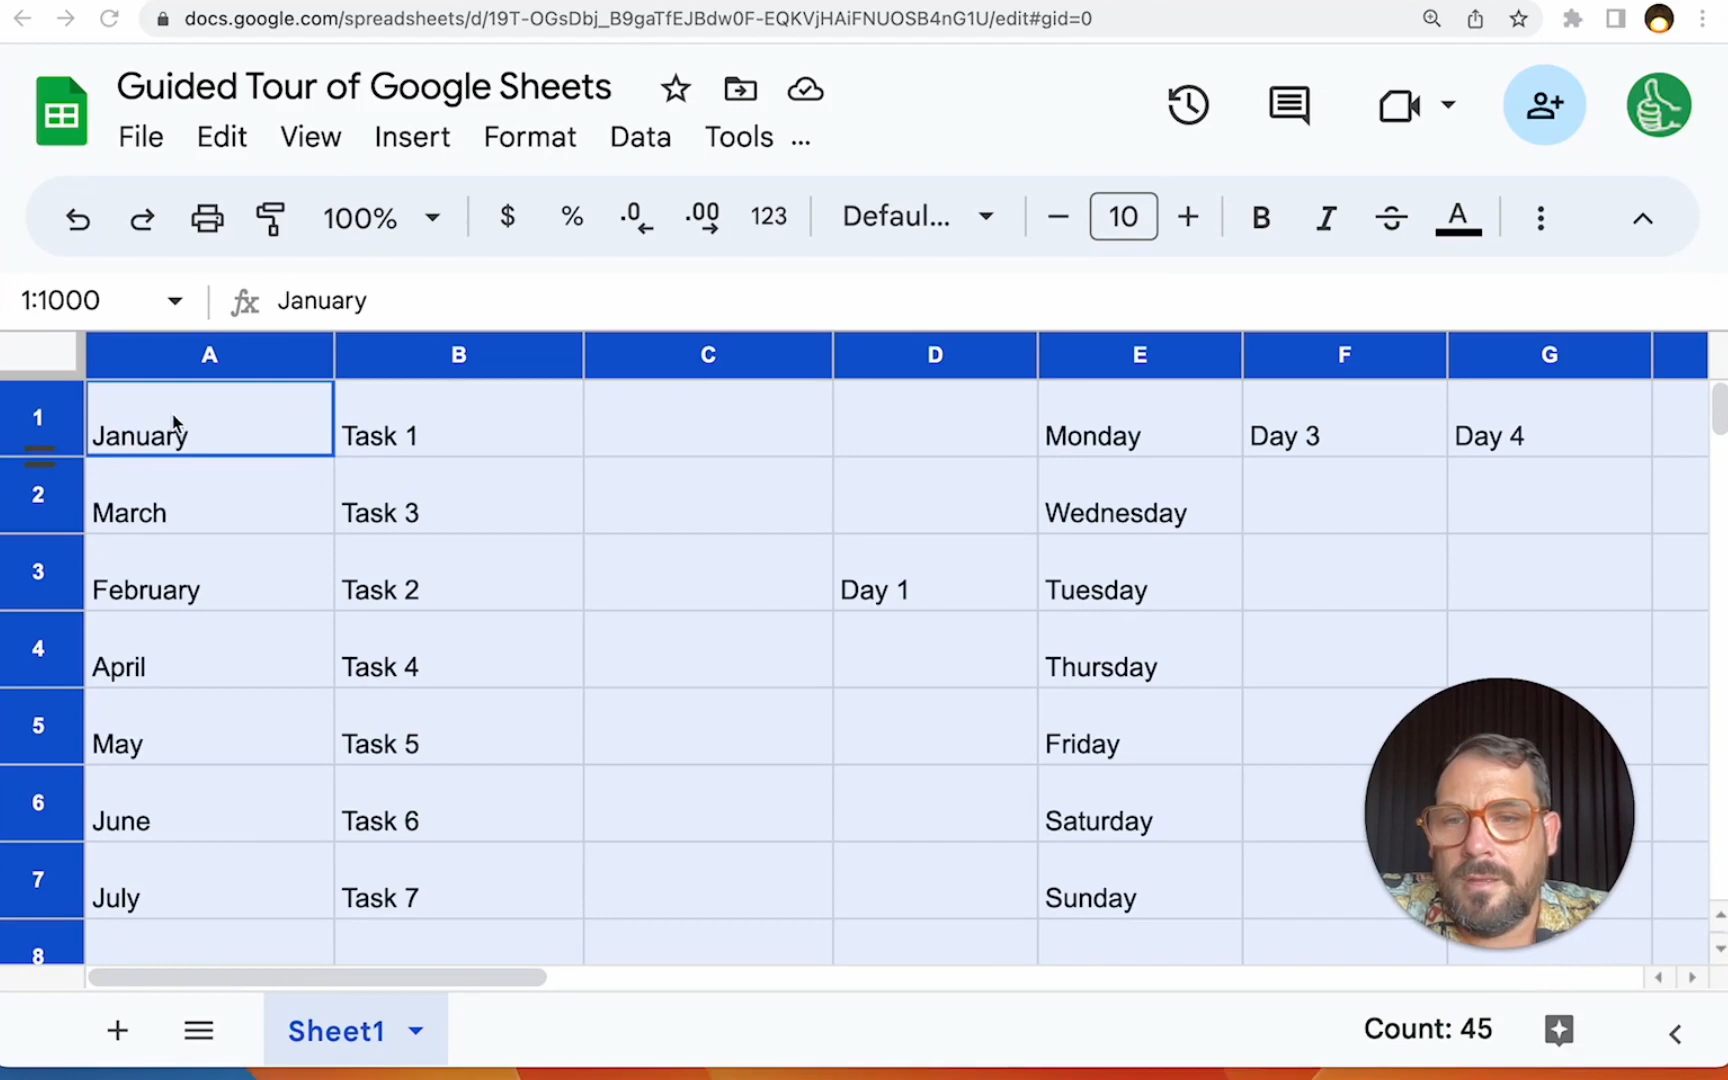 docs.google.com/spreadsheets/d/19T-OGsDbj_B9gaTfEJBdw0F-EQKVjHAiFNUOSB4nG1U/edit#gid=0
Guided Tour of Google Sheets
File Edit View Insert Format Data Tools ...
100% $ % .0 .00 123 Defaul... − 10 + B I S A
1:1000 fx January
A B C D E F G
1 January Task 1 Monday Day 3 Day 4
2 March Task 3 Wednesday
3 February Task 2 Day 1 Tuesday
4 April Task 4 Thursday
5 May Task 5 Friday
6 June Task 6 Saturday
7 July Task 7 Sunday
8
Sheet1 Count: 45